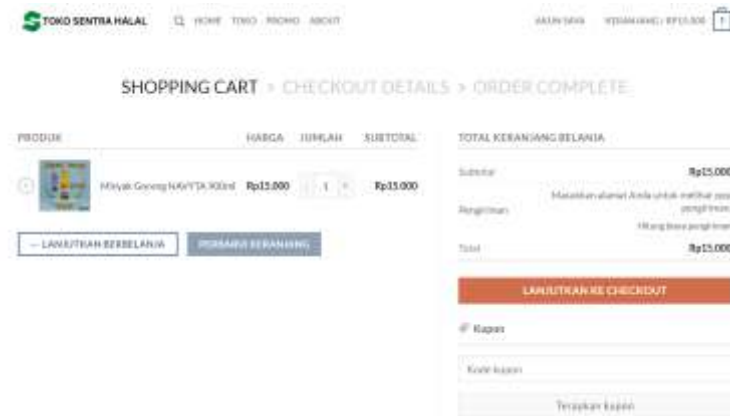 TOKO SENTRA HALAL HOME TOKO PROMO ABOUT AKUN SAYA KERANJANG / RP15.000 1
SHOPPING CART > CHECKOUT DETAILS > ORDER COMPLETE
PRODUK HARGA JUMLAH SUBTOTAL
Minyak Goreng NAVYTA 900ml Rp15.000 - 1 + Rp15.000
← LANJUTKAN BERBELANJA PERBARUI KERANJANG
TOTAL KERANJANG BELANJA
Subtotal Rp15.000
Pengiriman Masukkan alamat Anda untuk melihat opsi
pengiriman.
Hitung biaya pengiriman
Total Rp15.000
LANJUTKAN KE CHECKOUT
Kupon
Kode kupon
Terapkan kupon